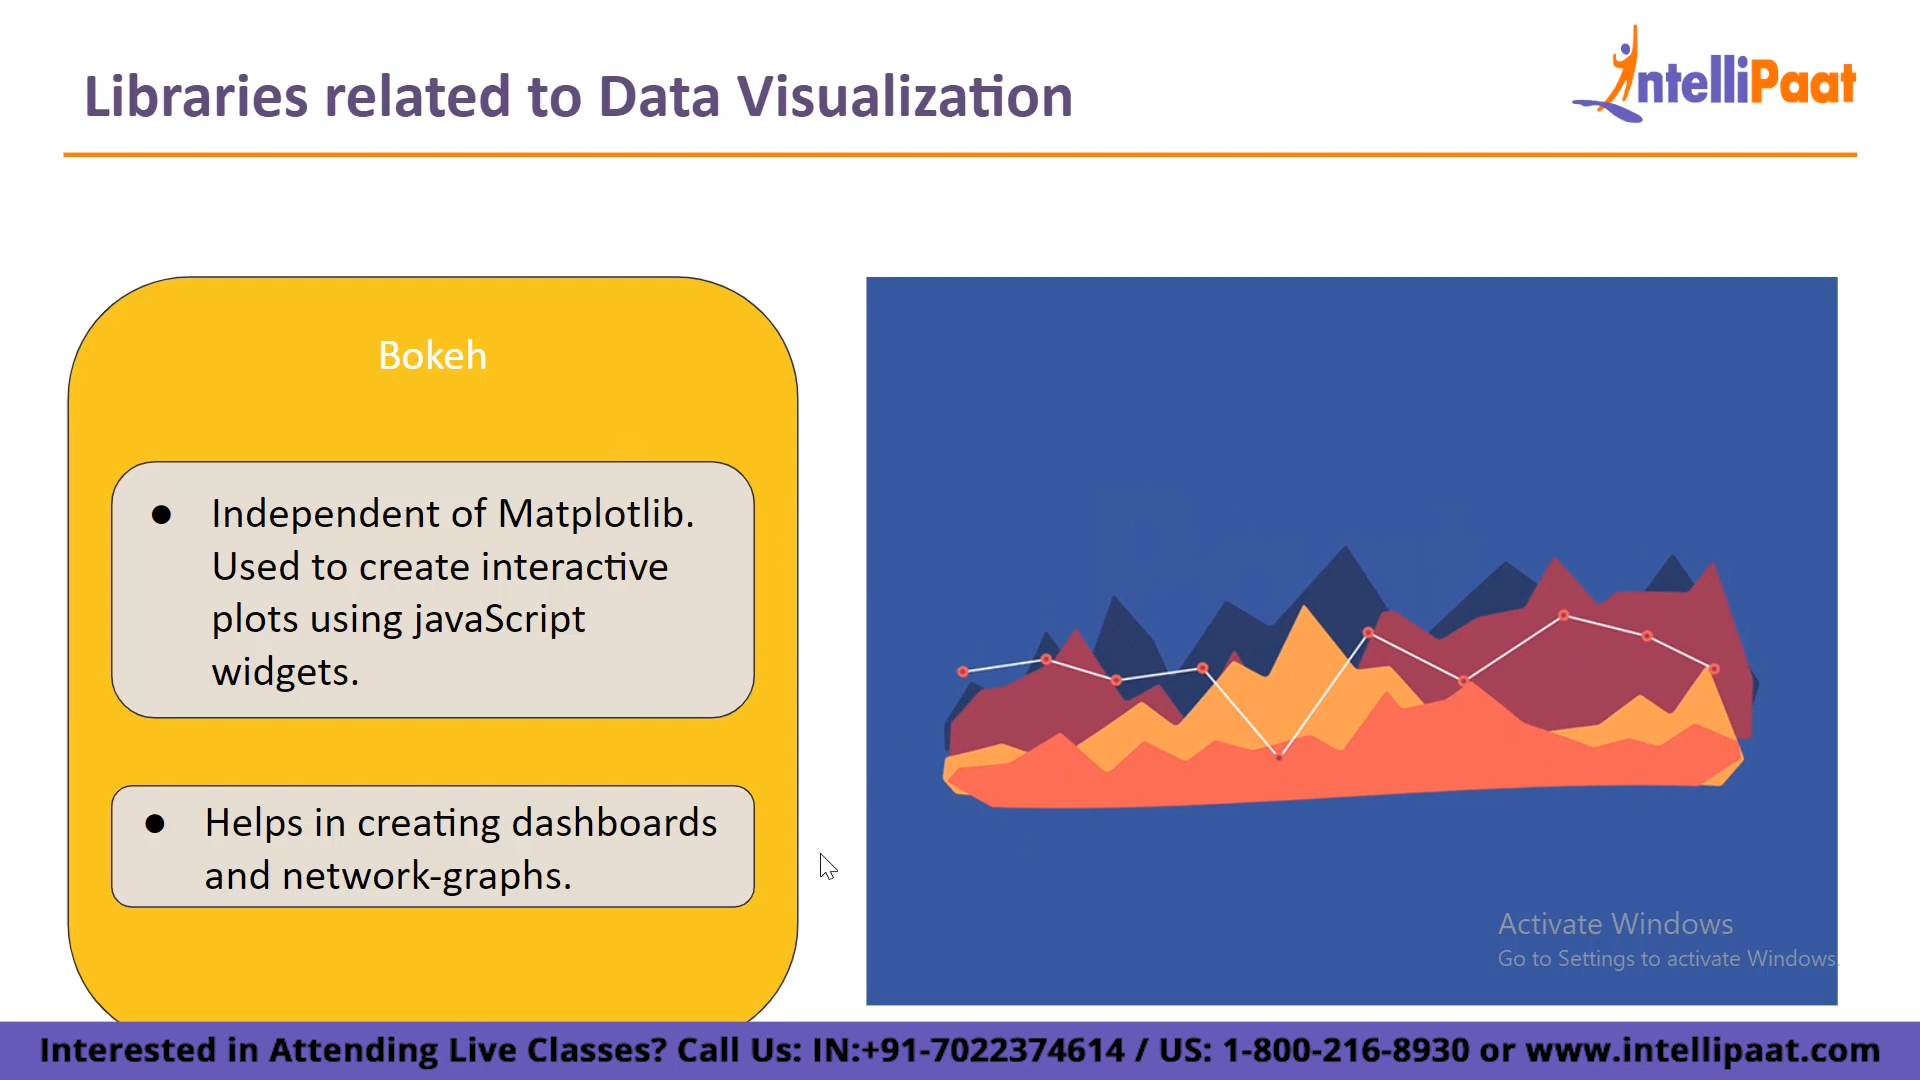 Libraries related to Data Visualization
IntelliPaat
Bokeh
● Independent of Matplotlib.
Used to create interactive
plots using javaScript
widgets.
● Helps in creating dashboards
and network-graphs.
Activate Windows
Go to Settings to activate Windows.
Interested in Attending Live Classes? Call Us: IN:+91-7022374614 / US: 1-800-216-8930 or www.intellipaat.com